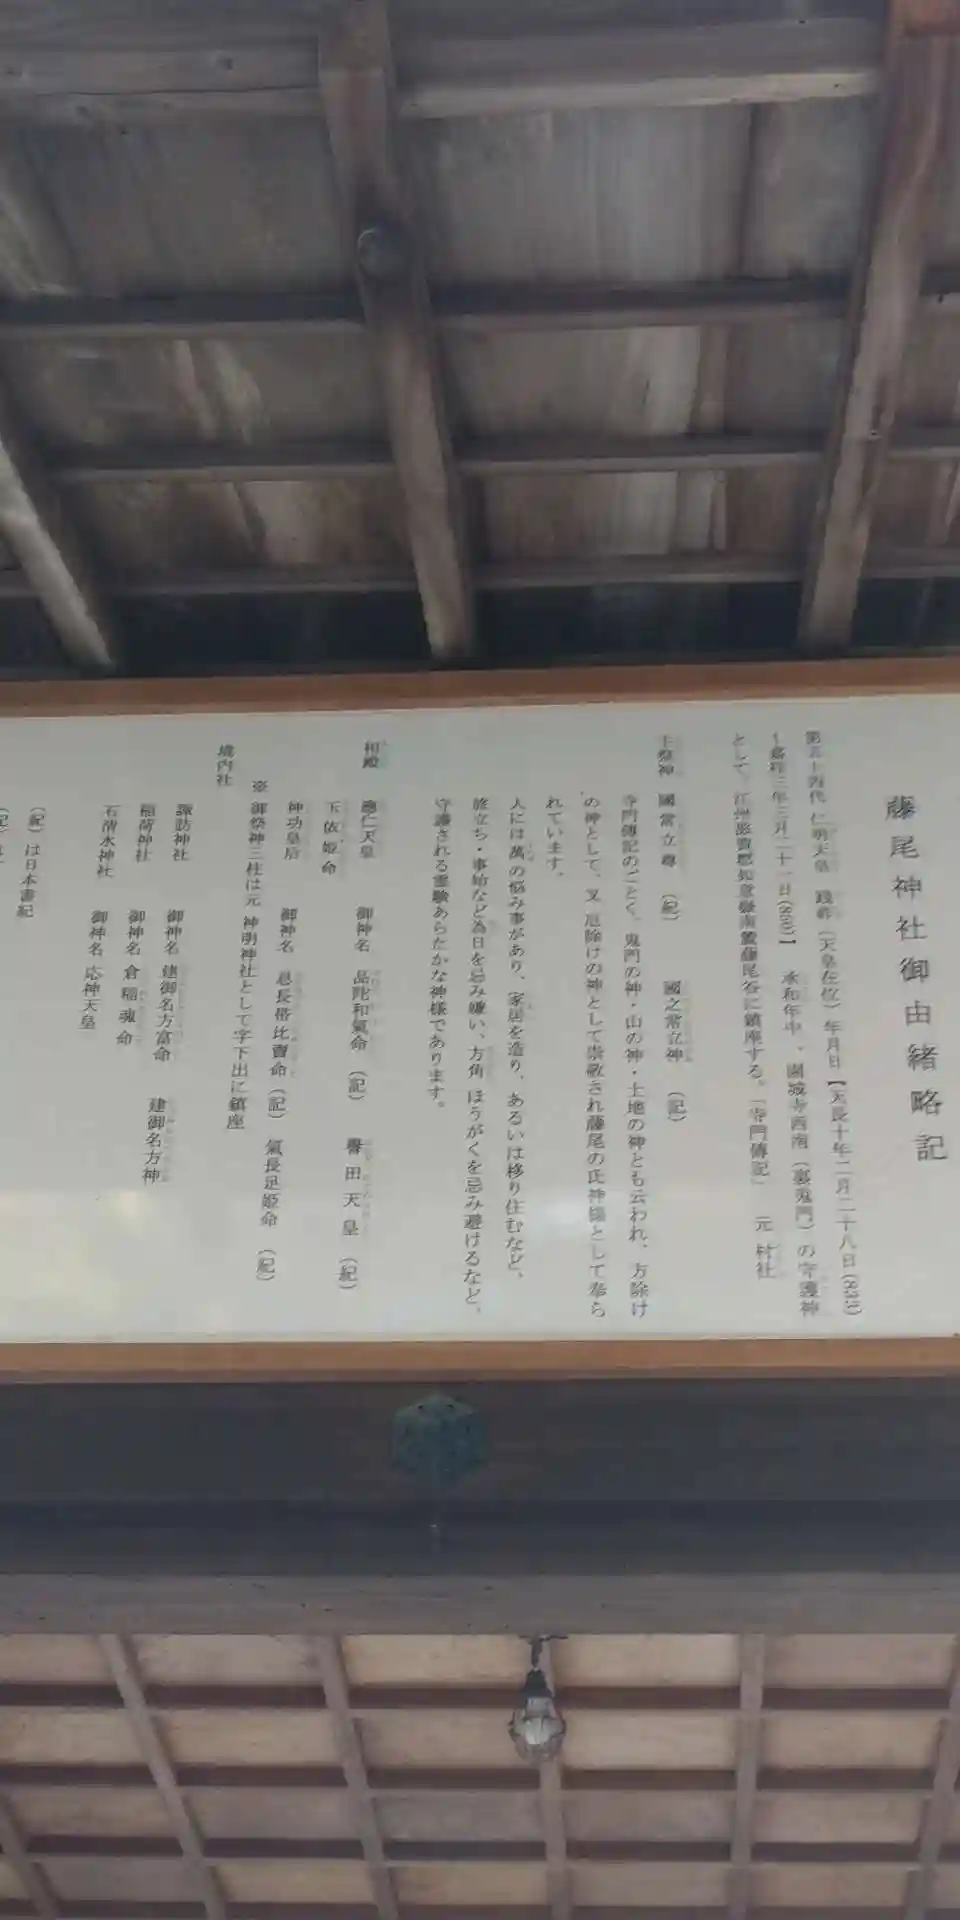 藤尾神社御由緒略記
第五十四代 仁明天皇 践祚(天皇在位)年月日【天長十年二月二十八日(833)
~嘉祥三年三月二十一日(850)】 承和年中、園城寺西南(裏鬼門)の守護神
として、江州滋賀郡如意嶽南麓藤尾谷に鎮座する。「寺門傳記」 元 村社
主祭神 國常立尊 (紀) 國之常立神 (記)
寺門傳記のごとく、鬼門の神・山の神・土地の神とも云われ、方除け
の神として、又 厄除けの神として崇敬され藤尾の氏神様として奉ら
れています。
人には萬の悩み事があり、家居を造り、あるいは移り住むなど、
旅立ち・事始など為日を忌み嫌い、方角 ほうがくを忌み避けるなど、
守護される霊験あらたかな神様であります。
相殿 應仁天皇 御神名 品陀和氣命 (記) 譽田天皇 (紀)
下依姫命
神功皇后 御神名 息長帯比賣命(記) 氣長足姫命 (紀)
※ 御祭神三柱は元 神明神社として字下出に鎮座
境内社
諏訪神社 御神名 建御名方富命 建御名方神
稲荷神社 御神名 倉稲魂命
石清水神社 御神名 応神天皇
(紀)は日本書紀